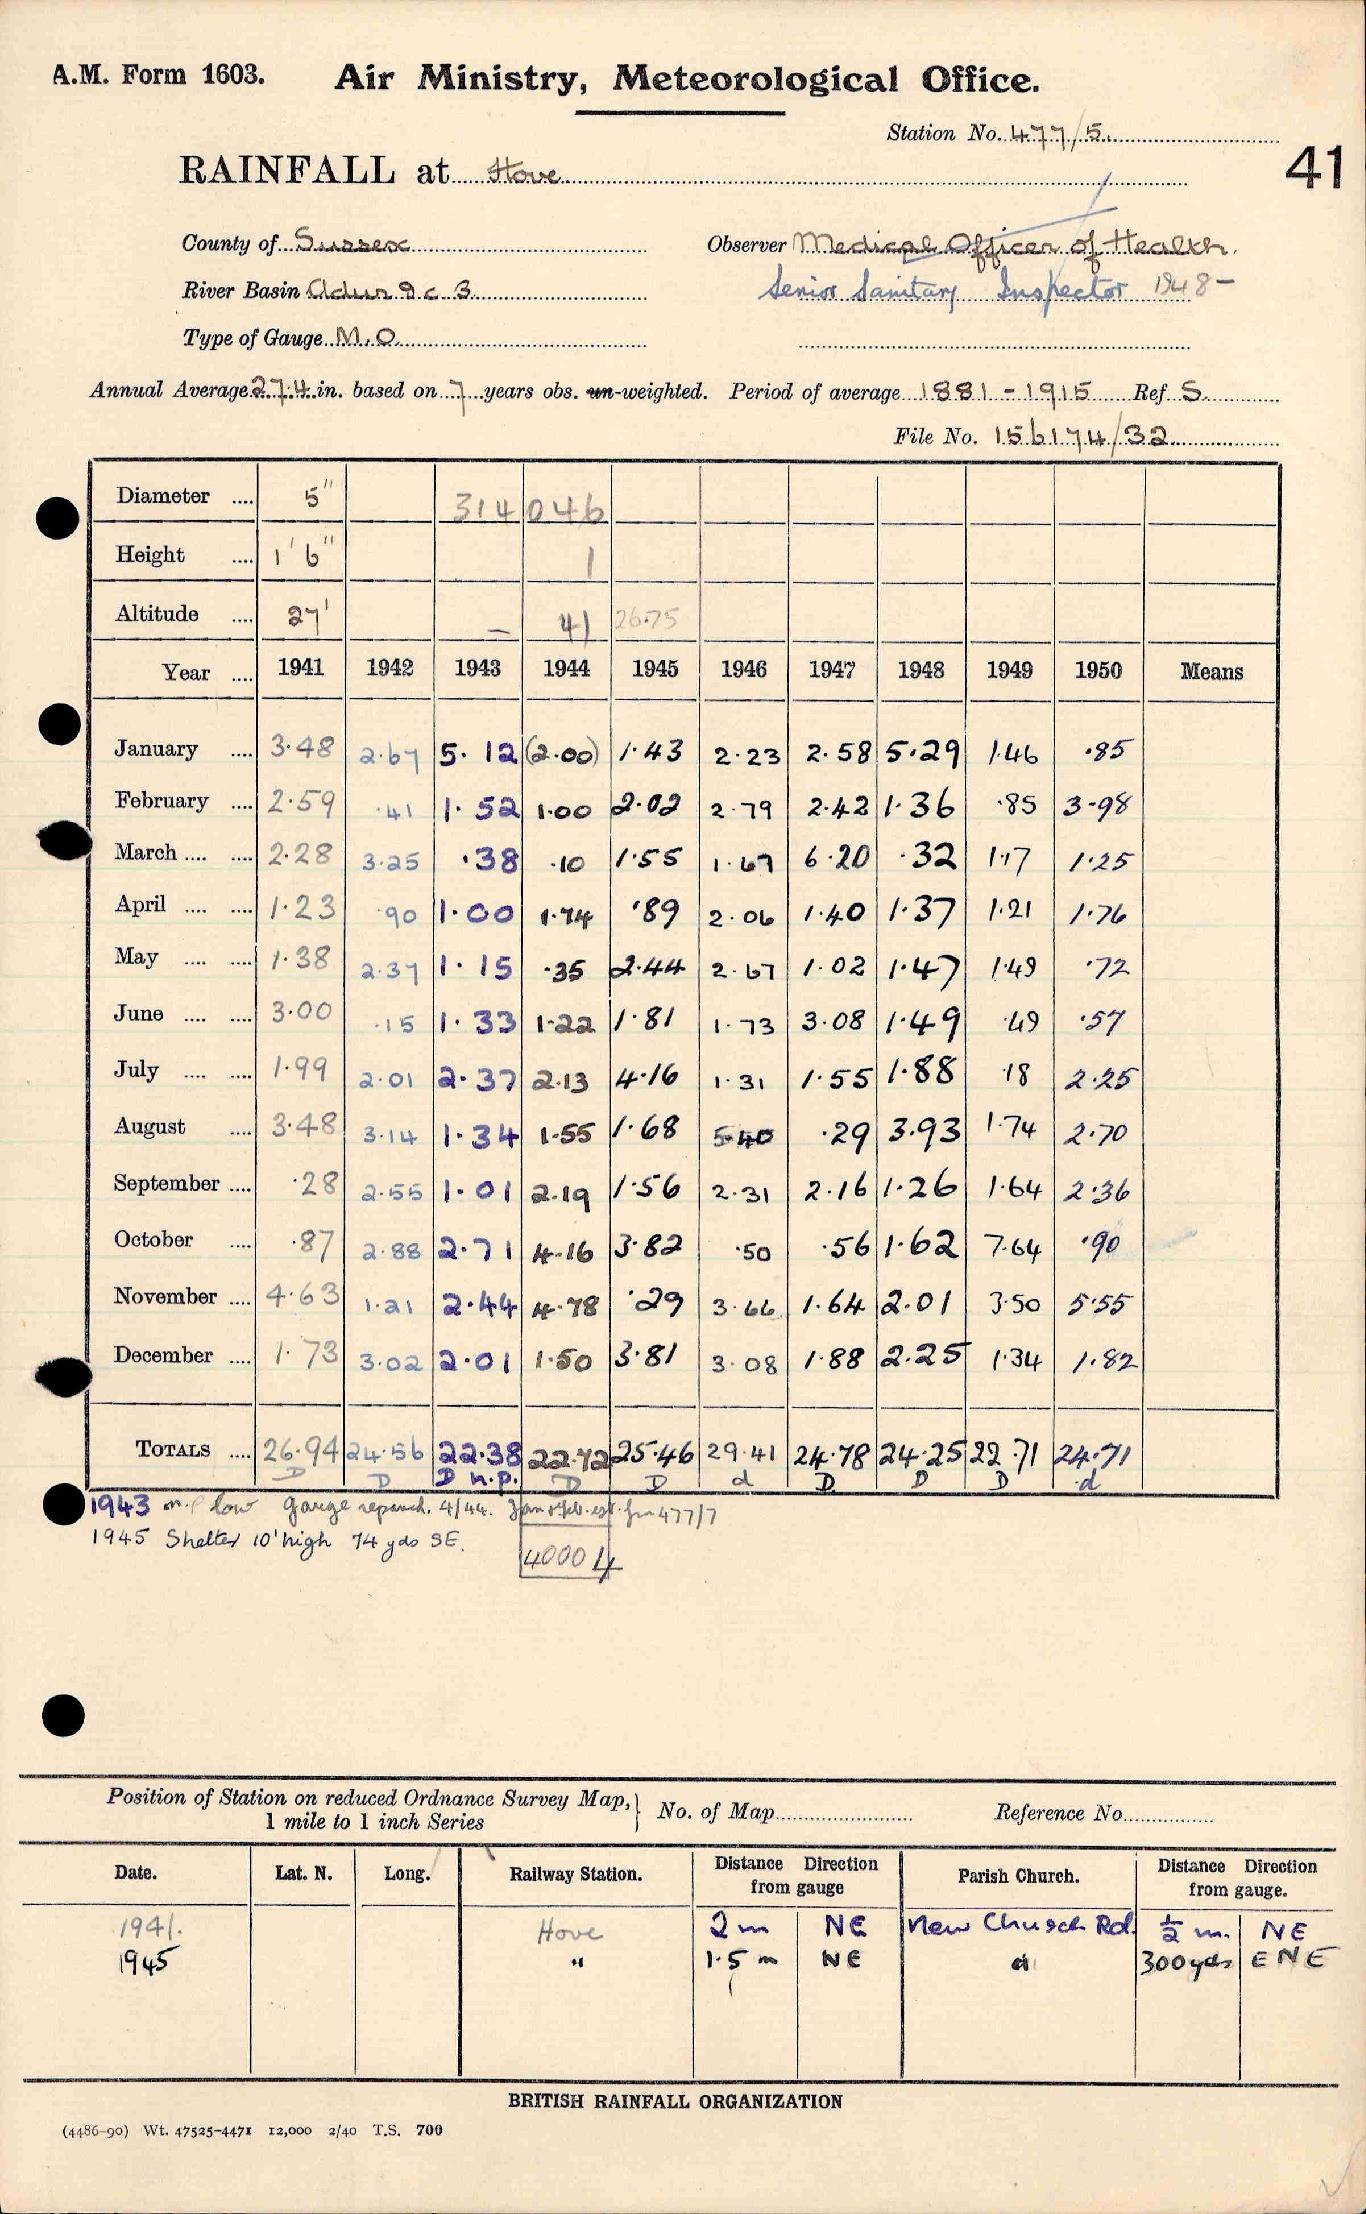 A.M. Form 1603. Air Ministry, Meteorological Office.
Station No. 477/5.
41
RAINFALL at Hove
County of Sussex Observer Medical Officer of Health.
River Basin Adur &c 3 Senior Sanitary Inspector 1948-
Type of Gauge M.O.
Annual Average 27.4 in. based on 7 years obs. un-weighted. Period of average 1881-1915 Ref S.
File No. 156174/32
Diameter .... 5" 314046
Height .... 1' 6" 1
Altitude .... 27' — 41 26.75
Year .... 1941 1942 1943 1944 1945 1946 1947 1948 1949 1950 Means
January .... 3.48 2.67 5.12 (2.00) 1.43 2.23 2.58 5.29 1.46 .85
February .... 2.59 .41 1.52 1.00 2.02 2.79 2.42 1.36 .85 3.98
March .... .... 2.28 3.25 .38 .10 1.55 1.67 6.20 .32 1.17 1.25
April .... .... 1.23 .90 1.00 1.74 .89 2.06 1.40 1.37 1.21 1.76
May .... .... 1.38 2.37 1.15 .35 2.44 2.67 1.02 1.47 1.49 .72
June .... .... 3.00 .15 1.33 1.22 1.81 1.73 3.08 1.49 .49 .57
July .... .... 1.99 2.01 2.37 2.13 4.16 1.31 1.55 1.88 .18 2.25
August .... 3.48 3.14 1.34 1.55 1.68 5.40 .29 3.93 1.74 2.70
September .... .28 2.55 1.01 2.19 1.56 2.31 2.16 1.26 1.64 2.36
October .... .87 2.88 2.71 4.16 3.82 .50 .56 1.62 7.64 .90
November .... 4.63 1.21 2.44 4.78 .29 3.66 1.64 2.01 3.50 5.55
December .... 1.73 3.02 2.01 1.50 3.81 3.08 1.88 2.25 1.34 1.82
TOTALS .... 26.94 24.56 22.38 22.72 25.46 29.41 24.78 24.25 22.71 24.71
D D D n.p. D D d D D D d
1943 low gauge 4/44. Jan est. fm 477/7
1945 Shelter 10' high 74 yds SE.
40004
Position of Station on reduced Ordnance Survey Map, 1 mile to 1 inch Series } No. of Map Reference No.
Date. Lat. N. Long. Railway Station. Distance from gauge Direction Parish Church. Distance from gauge. Direction
1941. Hove 2 m NE New Church Rd. ½ m. NE
1945 " 1.5 m NE 300 yds ENE
BRITISH RAINFALL ORGANIZATION
(4486-90) Wt. 47525-4471 12,000 2/40 T.S. 700